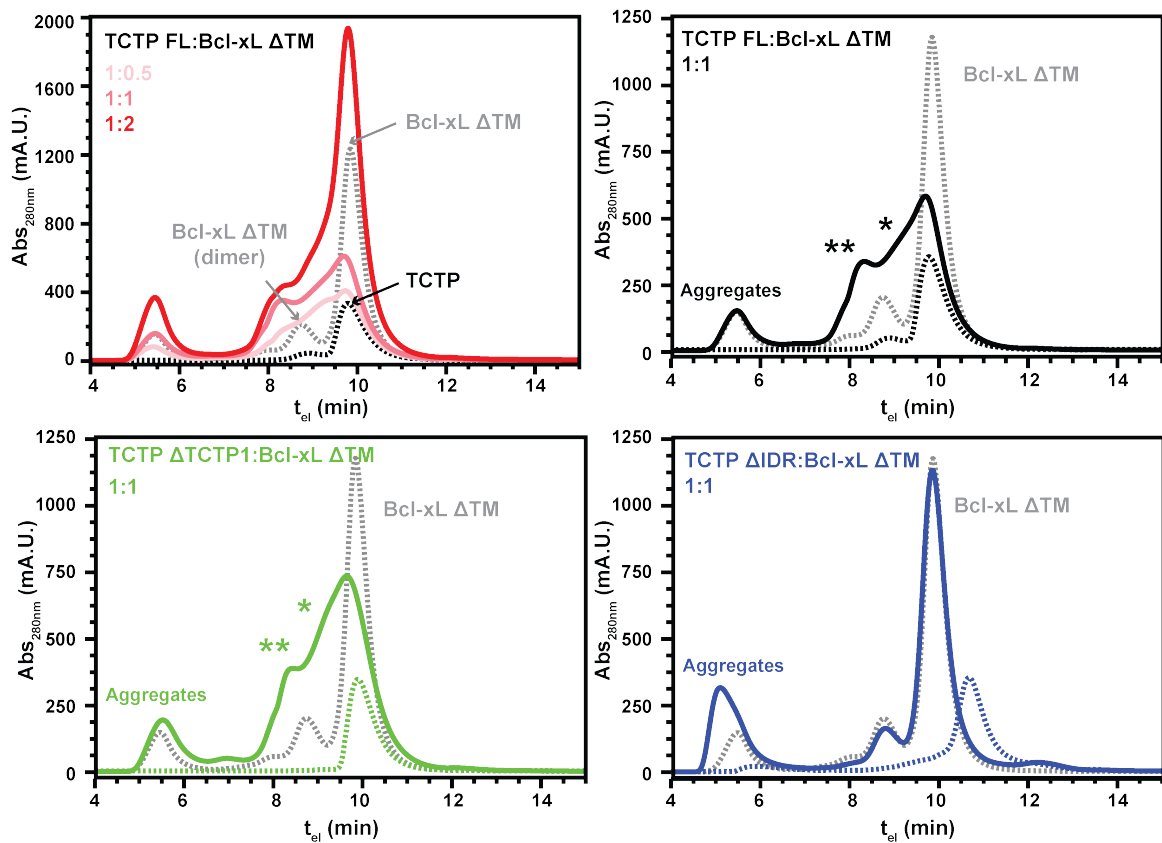 TCTP FL:Bcl-xL ΔTM
1:0.5
1:1
1:2
Bcl-xL ΔTM
Bcl-xL ΔTM
(dimer)
TCTP
2000
1600
1200
800
400
0
Abs280nm (mA.U.)
4 6 8 10 12 14
tel (min)
TCTP FL:Bcl-xL ΔTM
1:1
Bcl-xL ΔTM
*
**
Aggregates
1250
1000
750
500
250
0
Abs280nm (mA.U.)
4 6 8 10 12 14
tel (min)
TCTP ΔTCTP1:Bcl-xL ΔTM
1:1
Bcl-xL ΔTM
*
**
Aggregates
1250
1000
750
500
250
0
Abs280nm (mA.U.)
4 6 8 10 12 14
tel (min)
TCTP ΔIDR:Bcl-xL ΔTM
1:1
Bcl-xL ΔTM
Aggregates
1250
1000
750
500
250
0
Abs280nm (mA.U.)
4 6 8 10 12 14
tel (min)